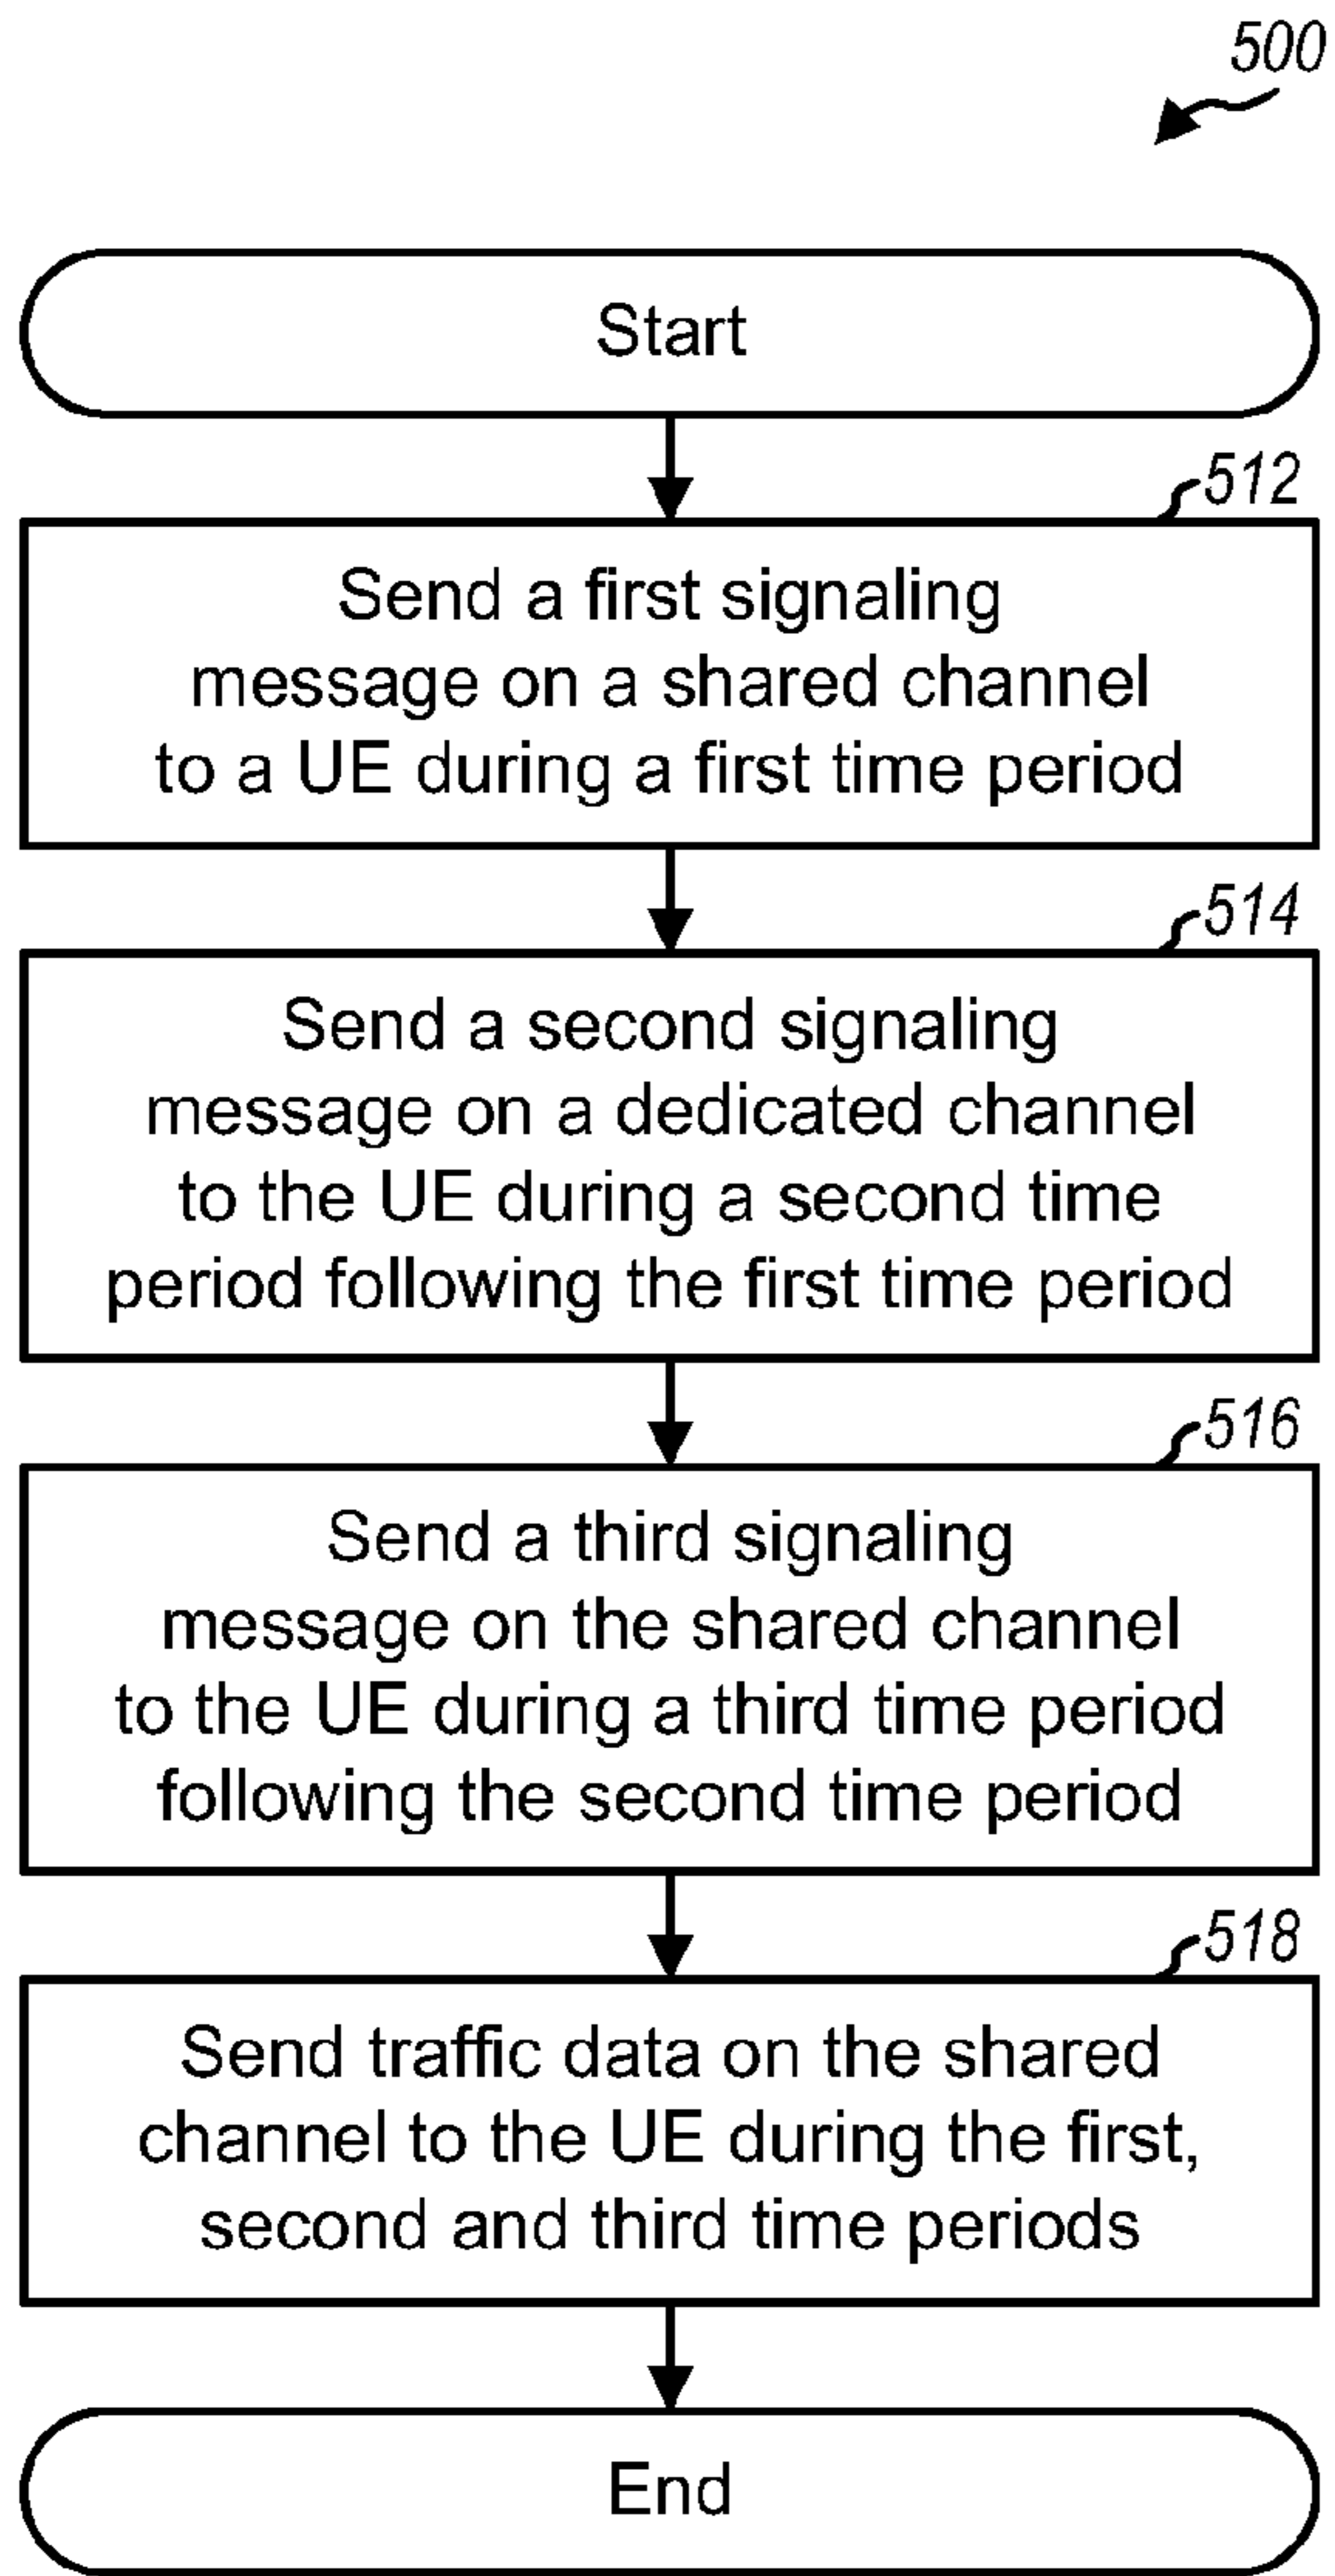 500
Start
512
Send a first signaling
message on a shared channel
to a UE during a first time period
514
Send a second signaling
message on a dedicated channel
to the UE during a second time
period following the first time period
516
Send a third signaling
message on the shared channel
to the UE during a third time period
following the second time period
518
Send traffic data on the shared
channel to the UE during the first,
second and third time periods
End